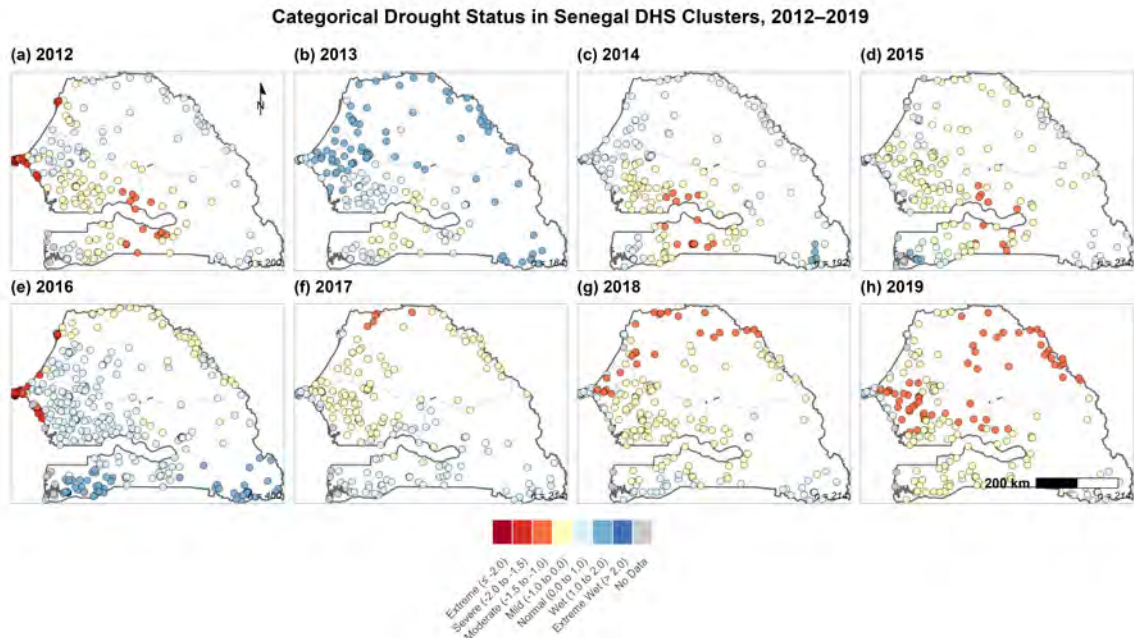 Categorical Drought Status in Senegal DHS Clusters, 2012–2019
(a) 2012
(b) 2013
(c) 2014
(d) 2015
N
n = 200
n = 184
n = 192
n = 214
(e) 2016
(f) 2017
(g) 2018
(h) 2019
200 km
n = 214
n = 214
n = 214
Extreme (≤ -2.0)
Severe (-2.0 to -1.5)
Moderate (-1.5 to -1.0)
Mild (-1.0 to 0.0)
Normal (0.0 to 1.0)
Wet (1.0 to 2.0)
Extreme Wet (> 2.0)
No Data